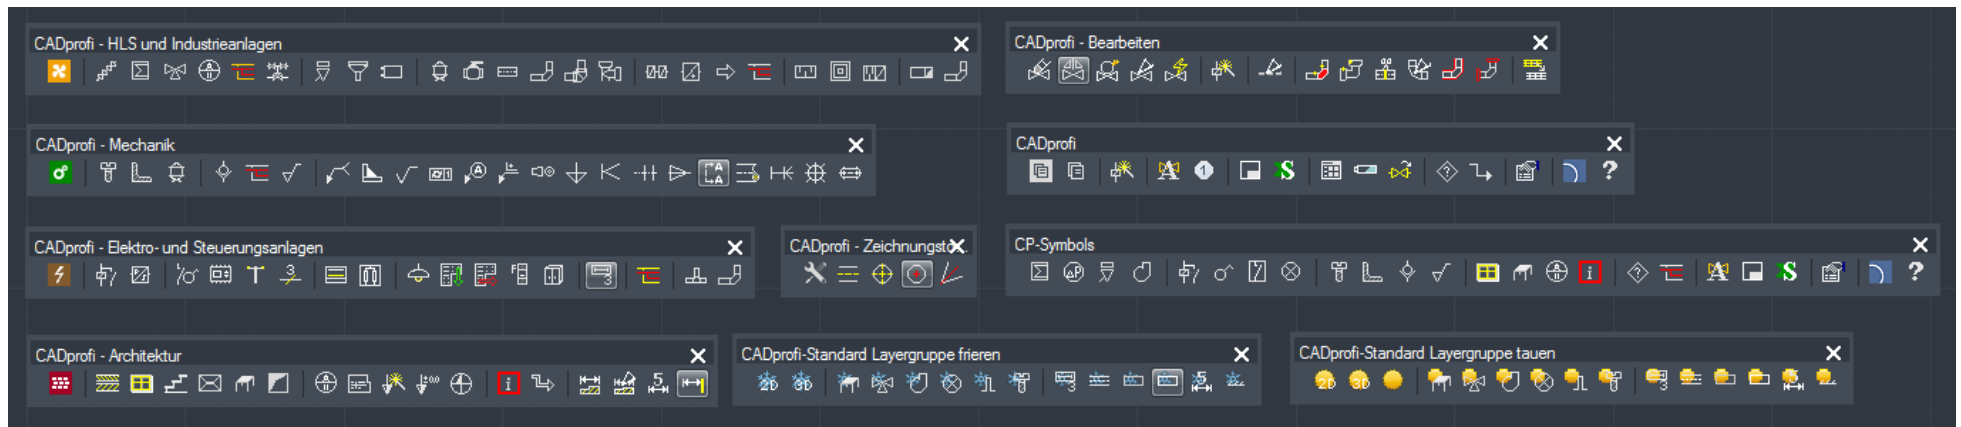 CADprofi - HLS und Industrieanlagen
CADprofi - Bearbeiten
CADprofi - Mechanik
CADprofi
CADprofi - Elektro- und Steuerungsanlagen
CADprofi - Zeichnungsto
CP-Symbols
CADprofi - Architektur
CADprofi-Standard Layergruppe frieren
CADprofi-Standard Layergruppe tauen